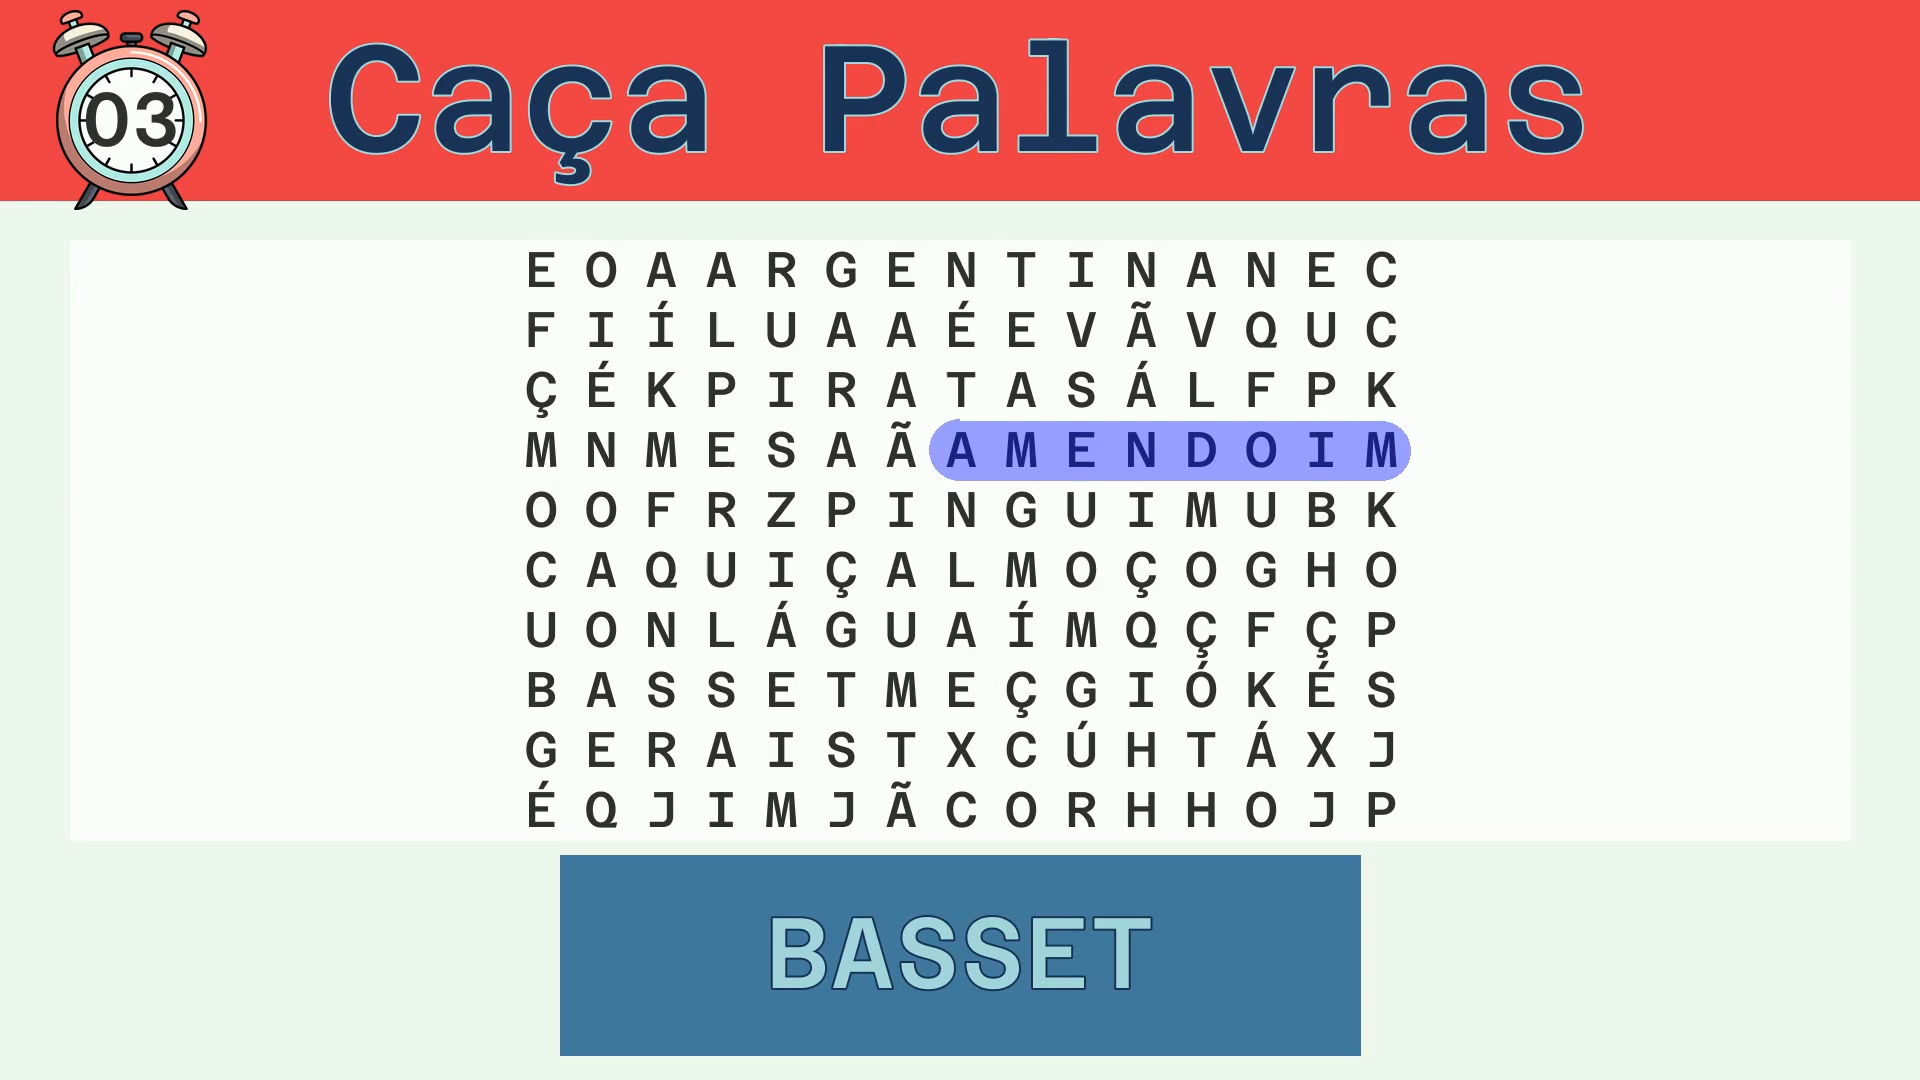 03
Caça Palavras
E O A A R G E N T I N A N E C
F I Í L U A A É E V Ã V Q U C
Ç É K P I R A T A S Á L F P K
M N M E S A Ã A M E N D O I M
O O F R Z P I N G U I M U B K
C A Q U I Ç A L M O Ç O G H O
U O N L Á G U A Í M Q Ç F Ç P
B A S S E T M E Ç G I Ó K É S
G E R A I S T X C Ú H T Á X J
É Q J I M J Ã C O R H H O J P
BASSET